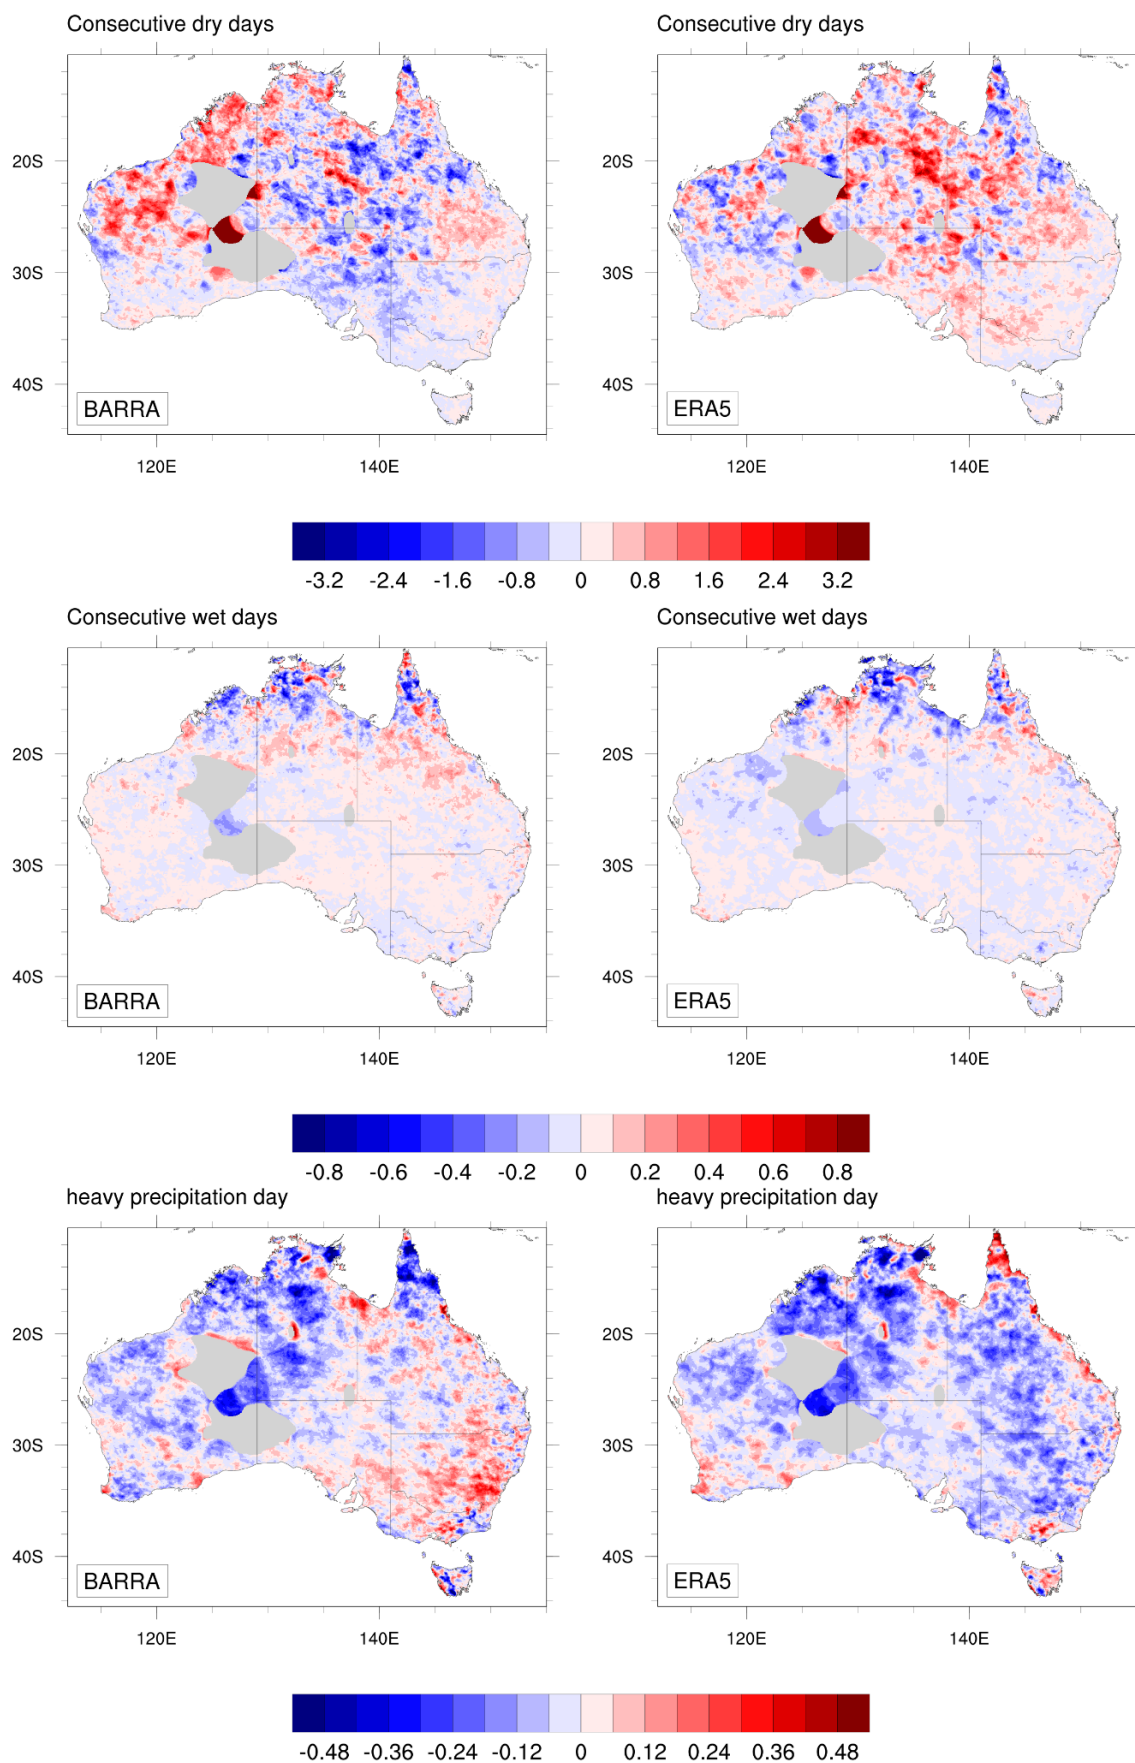 Consecutive dry days
Consecutive dry days
20S
20S
30S
30S
40S
40S
BARRA
ERA5
120E 140E
120E 140E
-3.2 -2.4 -1.6 -0.8 0 0.8 1.6 2.4 3.2
Consecutive wet days
Consecutive wet days
20S
20S
30S
30S
40S
40S
BARRA
ERA5
120E 140E
120E 140E
-0.8 -0.6 -0.4 -0.2 0 0.2 0.4 0.6 0.8
heavy precipitation day
heavy precipitation day
20S
20S
30S
30S
40S
40S
BARRA
ERA5
120E 140E
120E 140E
-0.48 -0.36 -0.24 -0.12 0 0.12 0.24 0.36 0.48